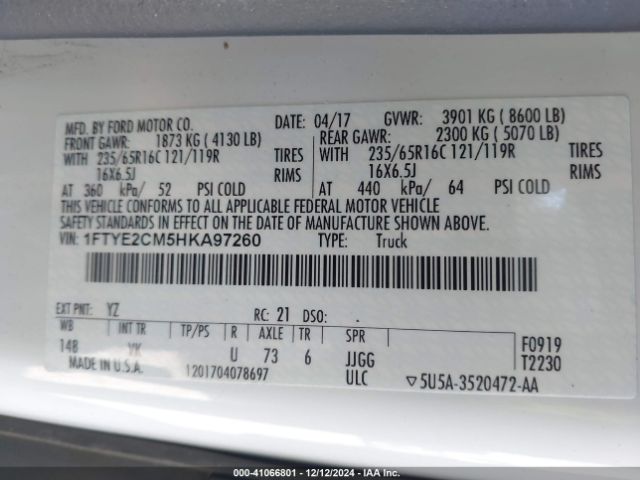 MFD. BY FORD MOTOR CO. DATE: 04/17 GVWR: 3901 KG ( 8600 LB)
FRONT GAWR: 1873 KG ( 4130 LB) REAR GAWR: 2300 KG ( 5070 LB)
WITH 235/65R16C 121/119R TIRES WITH 235/65R16C 121/119R TIRES
16X6.5J RIMS 16X6.5J RIMS
AT 360 kPa/ 52 PSI COLD AT 440 kPa/ 64 PSI COLD
THIS VEHICLE CONFORMS TO ALL APPLICABLE FEDERAL MOTOR VEHICLE
SAFETY STANDARDS IN EFFECT ON THE DATE OF MANUFACTURE SHOWN ABOVE.
VIN: 1FTYE2CM5HKA97260 TYPE: Truck
EXT PNT: YZ RC: 21 DSO:
WB INT TR TP/PS R AXLE TR SPR F0919
148 VK U 73 6 JJGG T2230
MADE IN U.S.A. 1201704078697 ULC ▽5U5A-3520472-AA
000-41066801 - 12/12/2024 - IAA Inc.